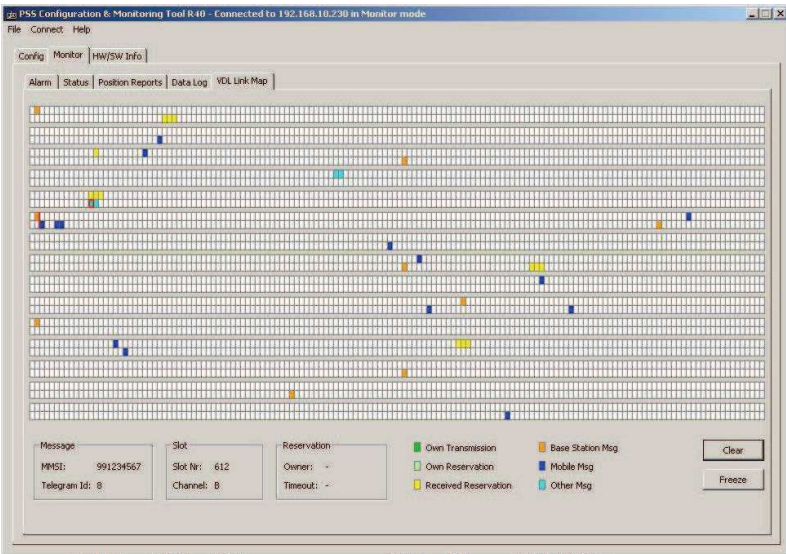 PSS Configuration & Monitoring Tool R40 - Connected to 192.168.10.230 in Monitor mode
File Connect Help
Config Monitor HW/SW Info
Alarm Status Position Reports Data Log VDL Link Map
Message
MMSI: 991234567
Telegram Id: 8
Slot
Slot Nr: 612
Channel: B
Reservation
Owner: -
Timeout: -
Own Transmission
Own Reservation
Received Reservation
Base Station Msg
Mobile Msg
Other Msg
Clear
Freeze